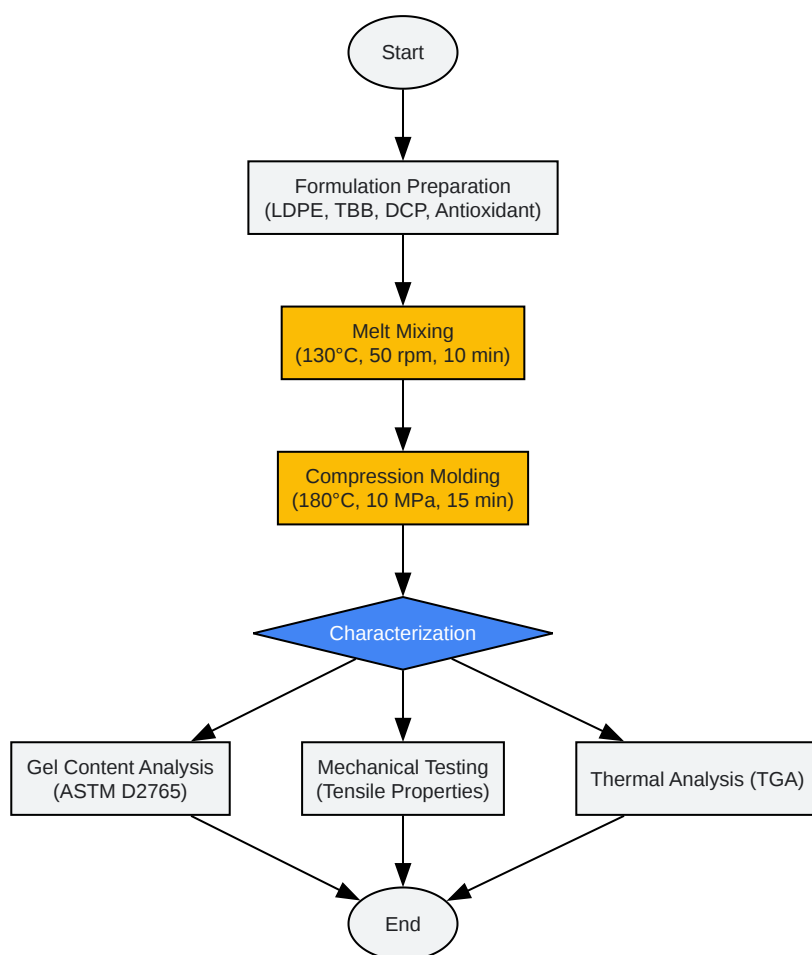 Start
Formulation Preparation
(LDPE, TBB, DCP, Antioxidant)
Melt Mixing
(130°C, 50 rpm, 10 min)
Compression Molding
(180°C, 10 MPa, 15 min)
Characterization
Gel Content Analysis
(ASTM D2765)
Mechanical Testing
(Tensile Properties)
Thermal Analysis (TGA)
End